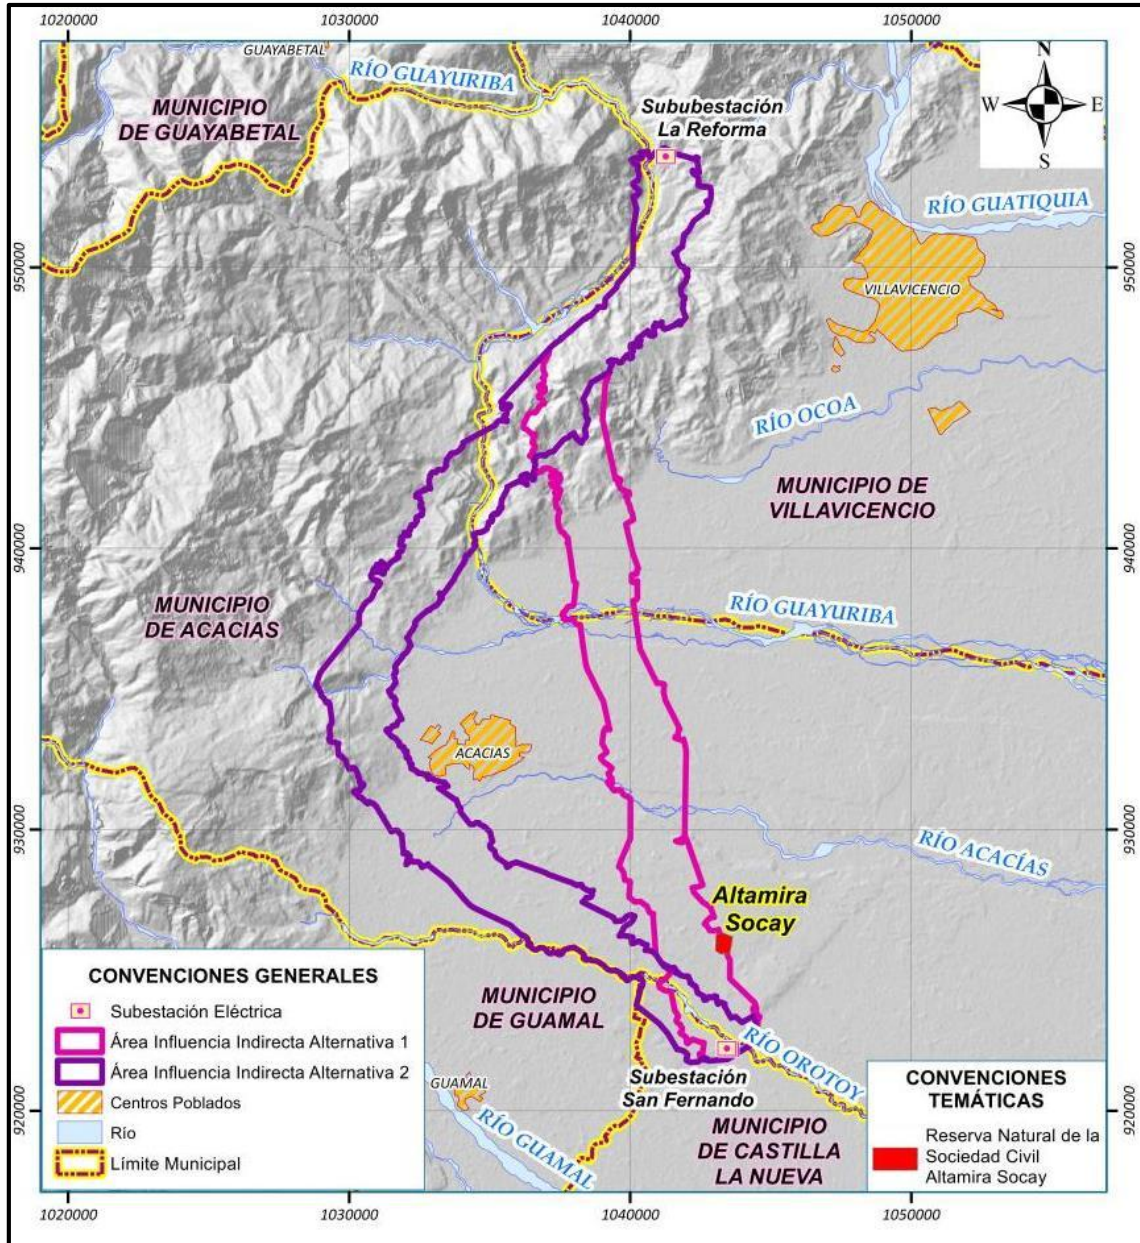 1020000
1030000
1040000
1050000
GUAYABETAL
RÍO GUAYURIBA
N
W
E
S
MUNICIPIO
DE GUAYABETAL
Sububestación
La Reforma
RÍO GUATIQUIA
950000
950000
VILLAVICENCIO
RÍO OCOA
MUNICIPIO DE
VILLAVICENCIO
940000
940000
MUNICIPIO
DE ACACIAS
RÍO GUAYURIBA
ACACIAS
930000
930000
RÍO ACACÍAS
Altamira
Socay
MUNICIPIO
DE GUAMAL
RÍO OROTOY
Subestación
San Fernando
GUAMAL
RÍO GUAMAL
MUNICIPIO
DE CASTILLA
LA NUEVA
920000
920000
CONVENCIONES GENERALES
Subestación Eléctrica
Área Influencia Indirecta Alternativa 1
Área Influencia Indirecta Alternativa 2
Centros Poblados
Río
Límite Municipal
CONVENCIONES
TEMÁTICAS
Reserva Natural de la
Sociedad Civil
Altamira Socay
1020000
1030000
1040000
1050000